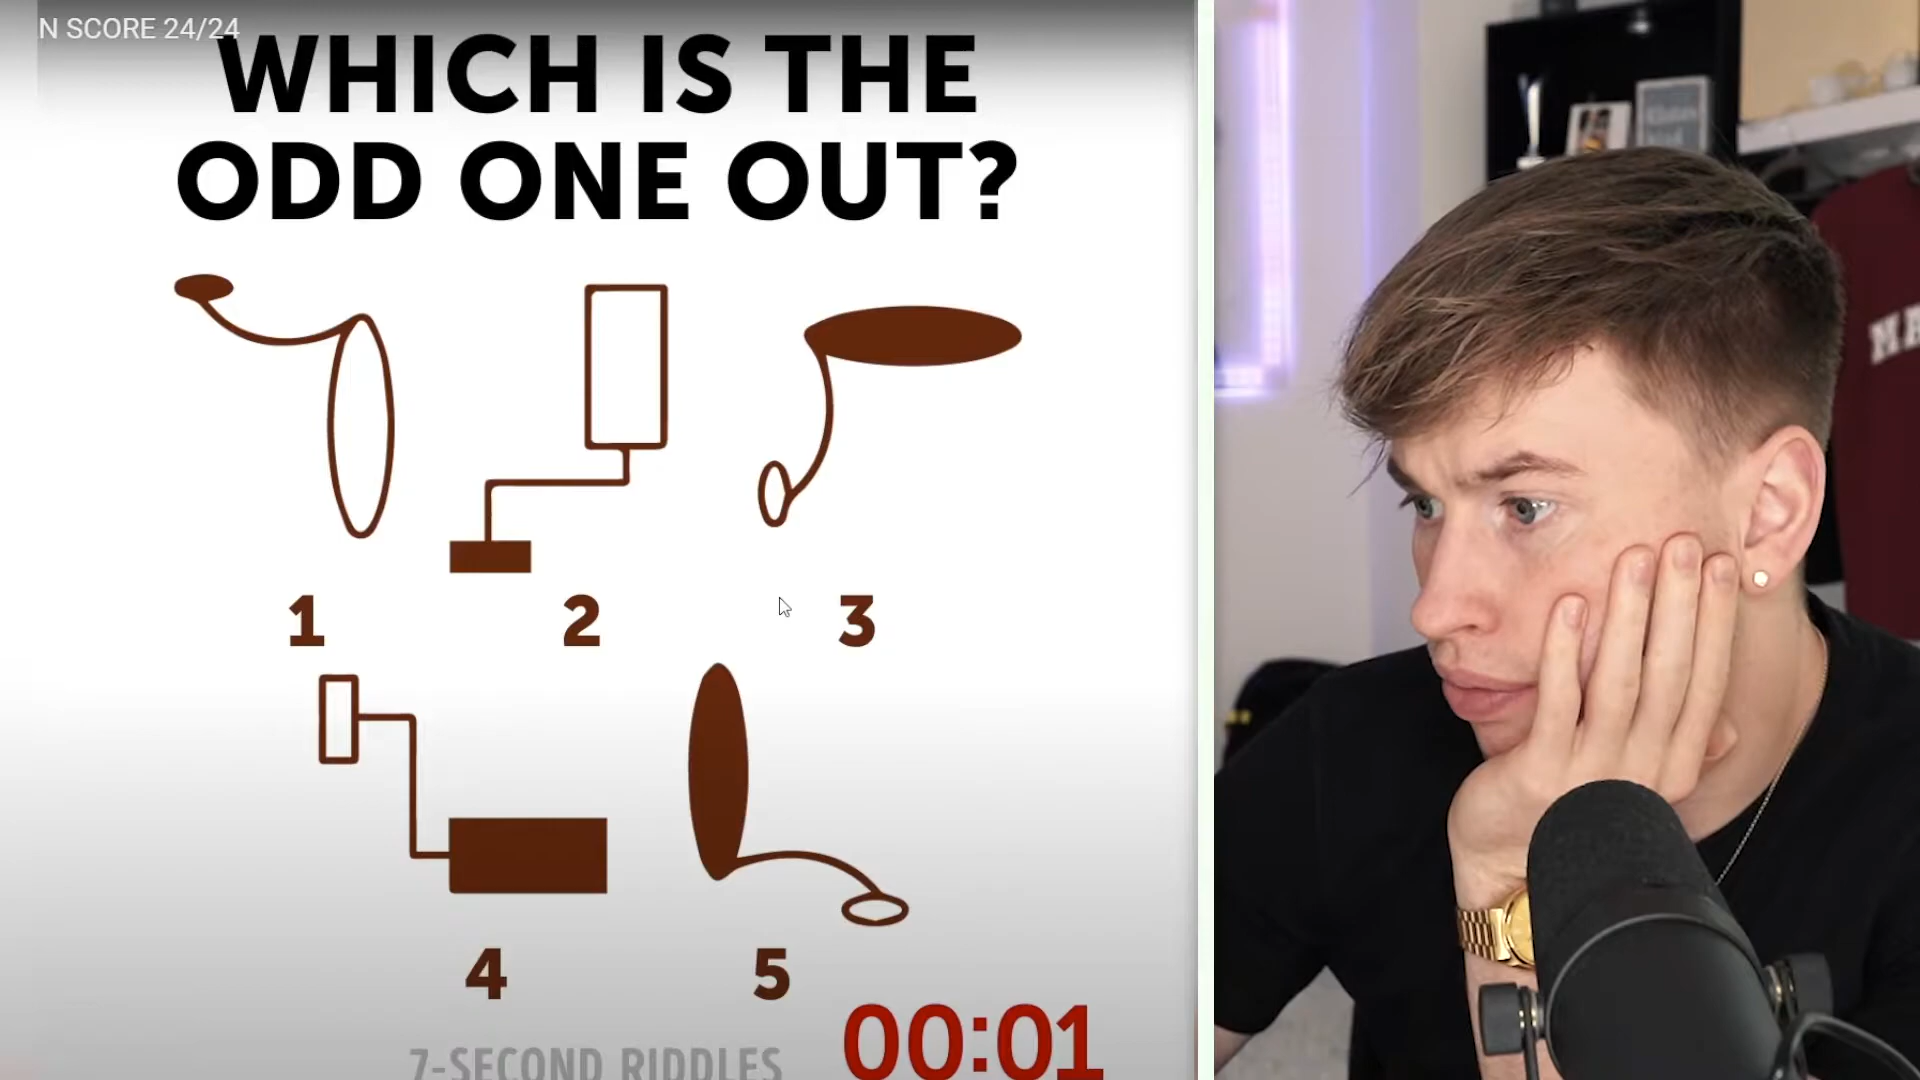 N SCORE 24/24
WHICH IS THE
ODD ONE OUT?
1
2
3
4
5
00:01
7-SECOND RIDDLES